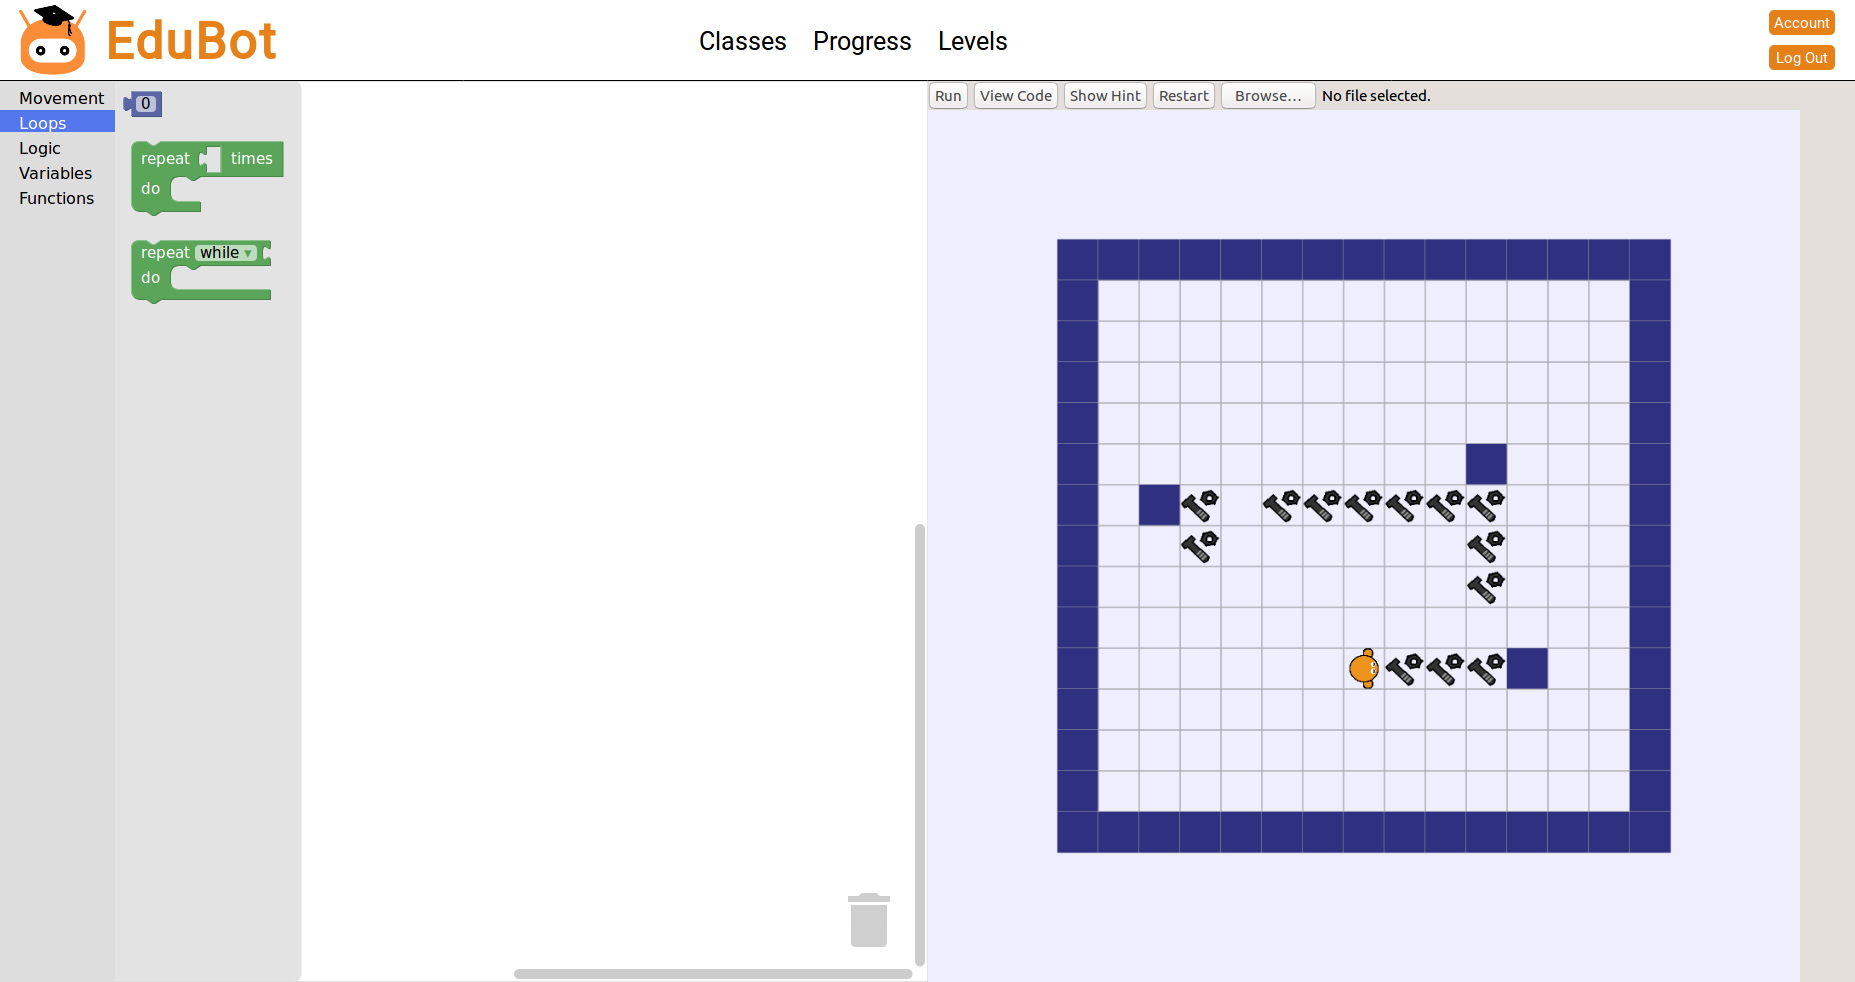 EduBot
Classes Progress Levels
Account
Log Out
Movement
Loops
Logic
Variables
Functions
0
repeat times
do
repeat while ▾
do
Run View Code Show Hint Restart Browse... No file selected.